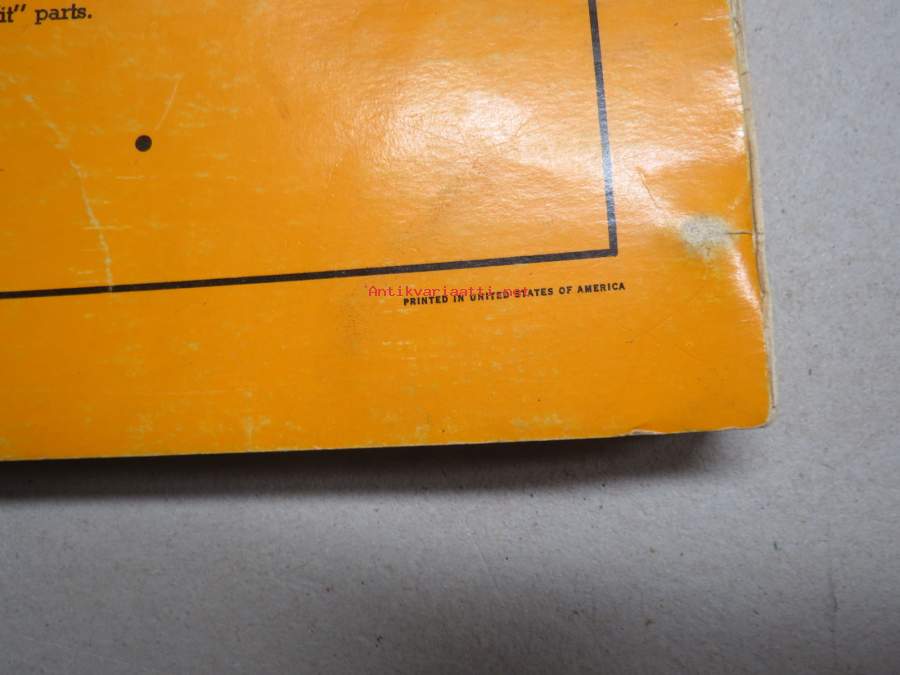 it" parts.
Antikvariaatti.net
PRINTED IN UNITED STATES OF AMERICA